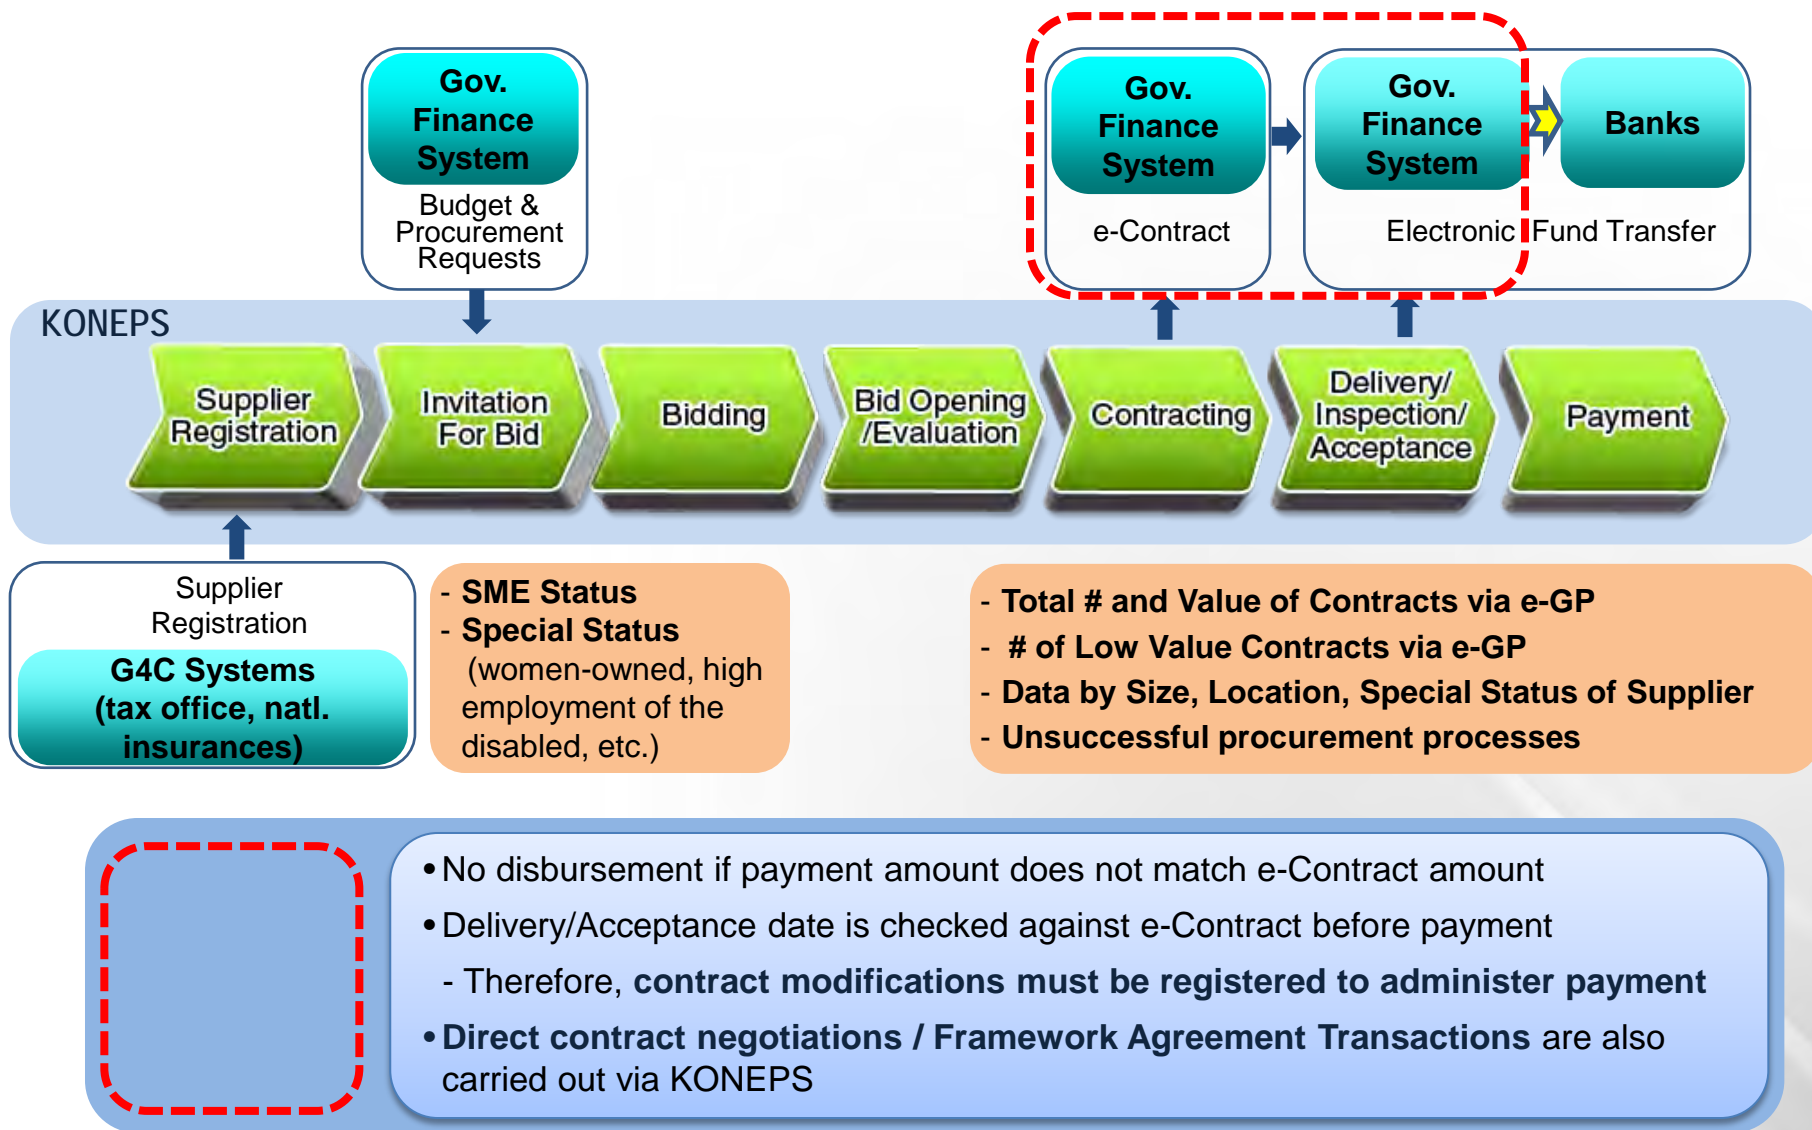 Gov.
Finance
System
Budget &
Procurement
Requests
Gov.
Finance
System
e-Contract
Gov.
Finance
System
Banks
Electronic Fund Transfer
KONEPS
Supplier
Registration
Invitation
For Bid
Bidding
Bid Opening
/Evaluation
Contracting
Delivery/
Inspection/
Acceptance
Payment
Supplier
Registration
G4C Systems
(tax office, natl.
insurances)
- SME Status
- Special Status
(women-owned, high
employment of the
disabled, etc.)
- Total # and Value of Contracts via e-GP
- # of Low Value Contracts via e-GP
- Data by Size, Location, Special Status of Supplier
- Unsuccessful procurement processes
• No disbursement if payment amount does not match e-Contract amount
• Delivery/Acceptance date is checked against e-Contract before payment
- Therefore, contract modifications must be registered to administer payment
• Direct contract negotiations / Framework Agreement Transactions are also
carried out via KONEPS